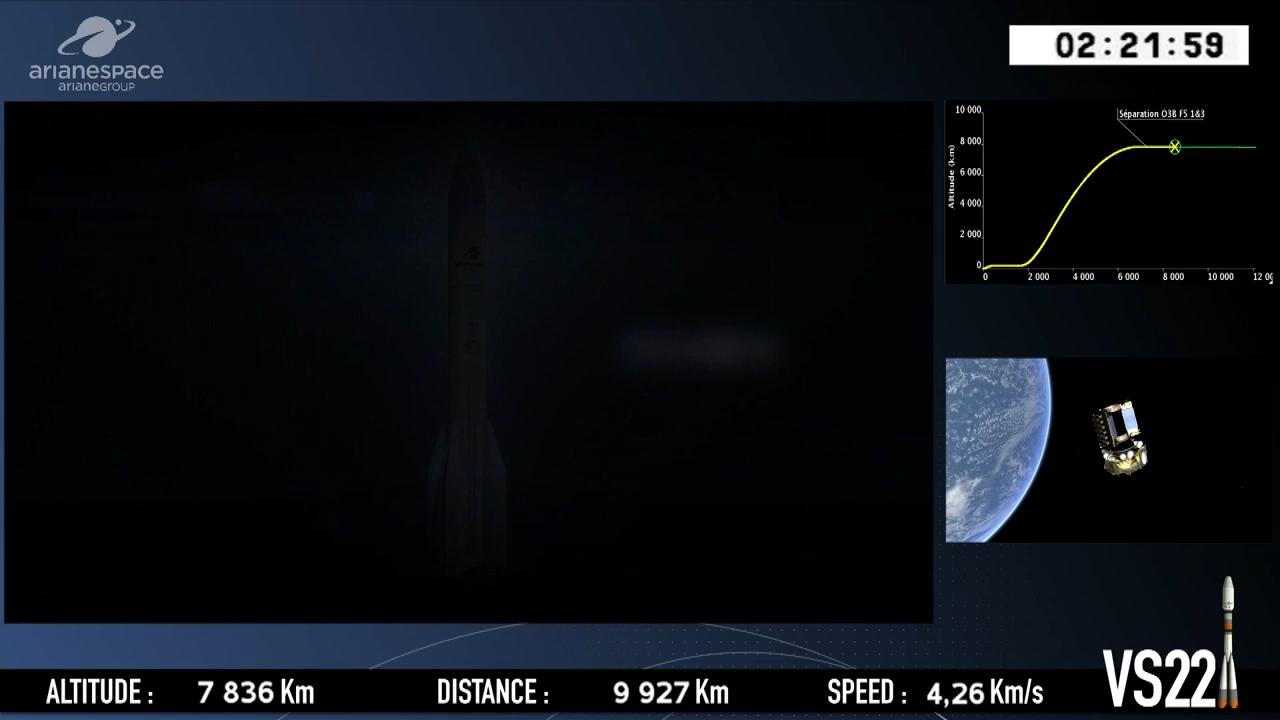 arianespace
arianeGROUP
02:21:59
10 000
8 000
6 000
4 000
2 000
0
Altitude (km)
Séparation O3B F5 1&3
0 2 000 4 000 6 000 8 000 10 000
ALTITUDE : 7 836 Km DISTANCE : 9 927 Km SPEED : 4,26 Km/s
VS22